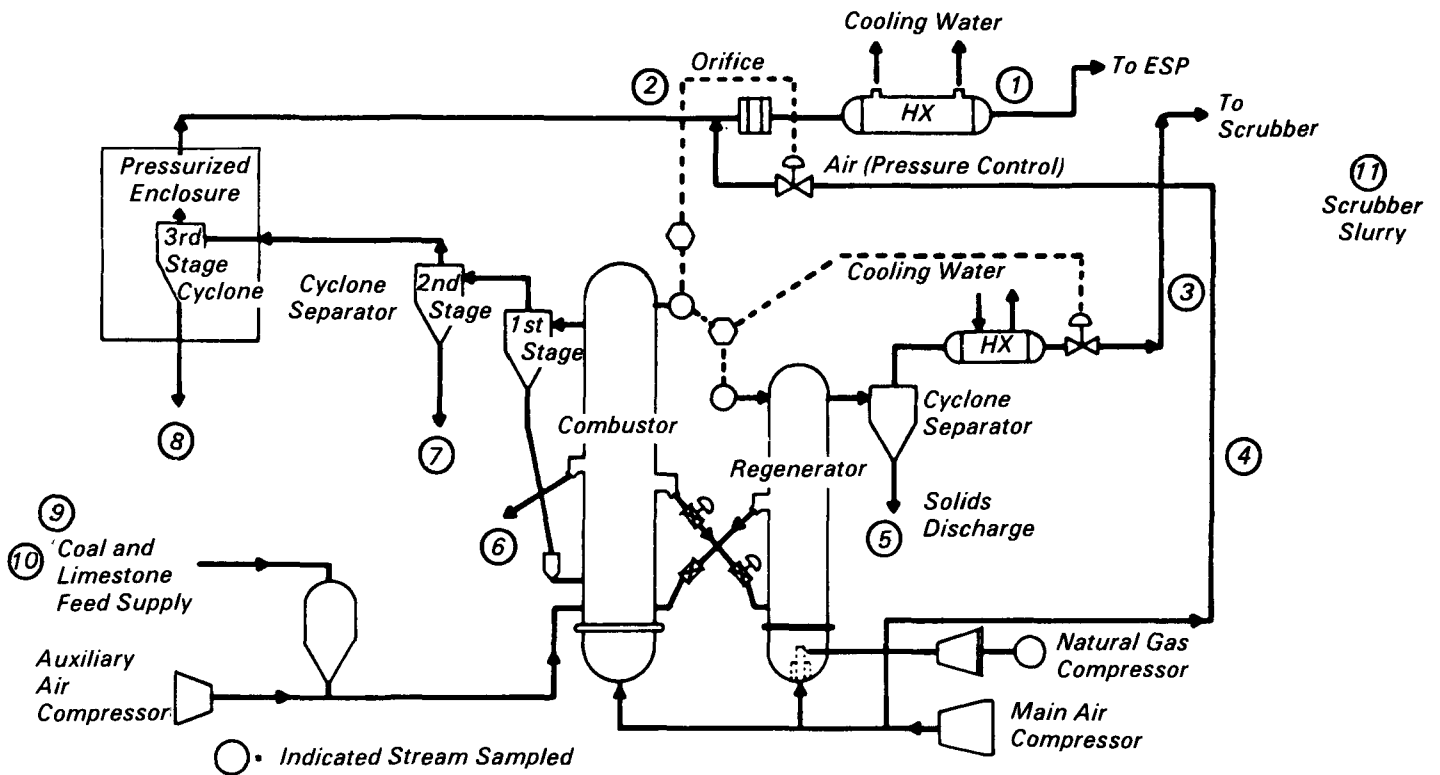 Cooling Water
Orifice
2
1
To ESP
HX
To
Scrubber
Pressurized
Enclosure
Air (Pressure Control)
11
Scrubber
Slurry
3rd
Stage
Cyclone
Cyclone
Separator
2nd
Stage
1st
Stage
Cooling Water
3
HX
Combustor
Cyclone
Separator
8
7
Regenerator
4
6
5
Solids
Discharge
9
10
Coal and
Limestone
Feed Supply
Natural Gas
Compressor
Auxiliary
Air
Compressor
Main Air
Compressor
Indicated Stream Sampled